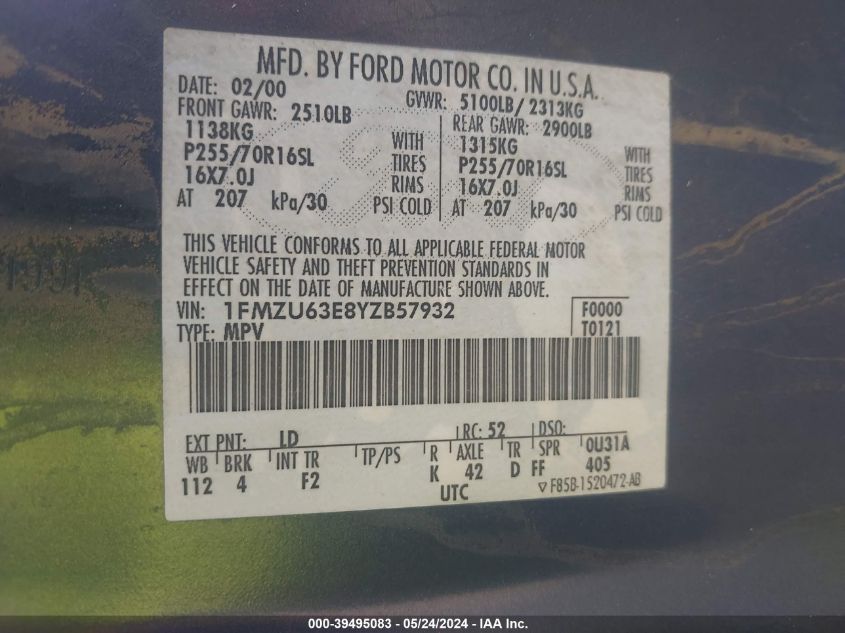 MFD. BY FORD MOTOR CO. IN U.S.A.
DATE: 02/00 GVWR: 5100LB/ 2313KG
FRONT GAWR: 2510LB REAR GAWR: 2900LB
1138KG WITH 1315KG WITH
P255/70R16SL TIRES P255/70R16SL TIRES
16X7.0J RIMS 16X7.0J RIMS
AT 207 kPa/30 PSI COLD AT 207 kPa/30 PSI COLD
THIS VEHICLE CONFORMS TO ALL APPLICABLE FEDERAL MOTOR
VEHICLE SAFETY AND THEFT PREVENTION STANDARDS IN
EFFECT ON THE DATE OF MANUFACTURE SHOWN ABOVE.
VIN: 1FMZU63E8YZB57932 F0000
TYPE: MPV T0121
EXT PNT: LD RC: 52 DSO:
WB BRK INT TR TP/PS R AXLE TR SPR 0U31A
112 4 F2 K 42 D FF 405
UTC F85B-1520472-AB
000-39495083 - 05/24/2024 - IAA Inc.